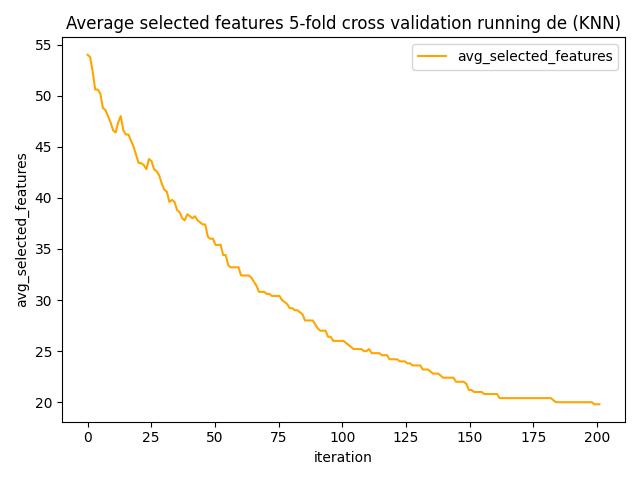 Average selected features 5-fold cross validation running de (KNN)
avg_selected_features
avg_selected_features
55
50
45
40
35
30
25
20
0 25 50 75 100 125 150 175 200
iteration